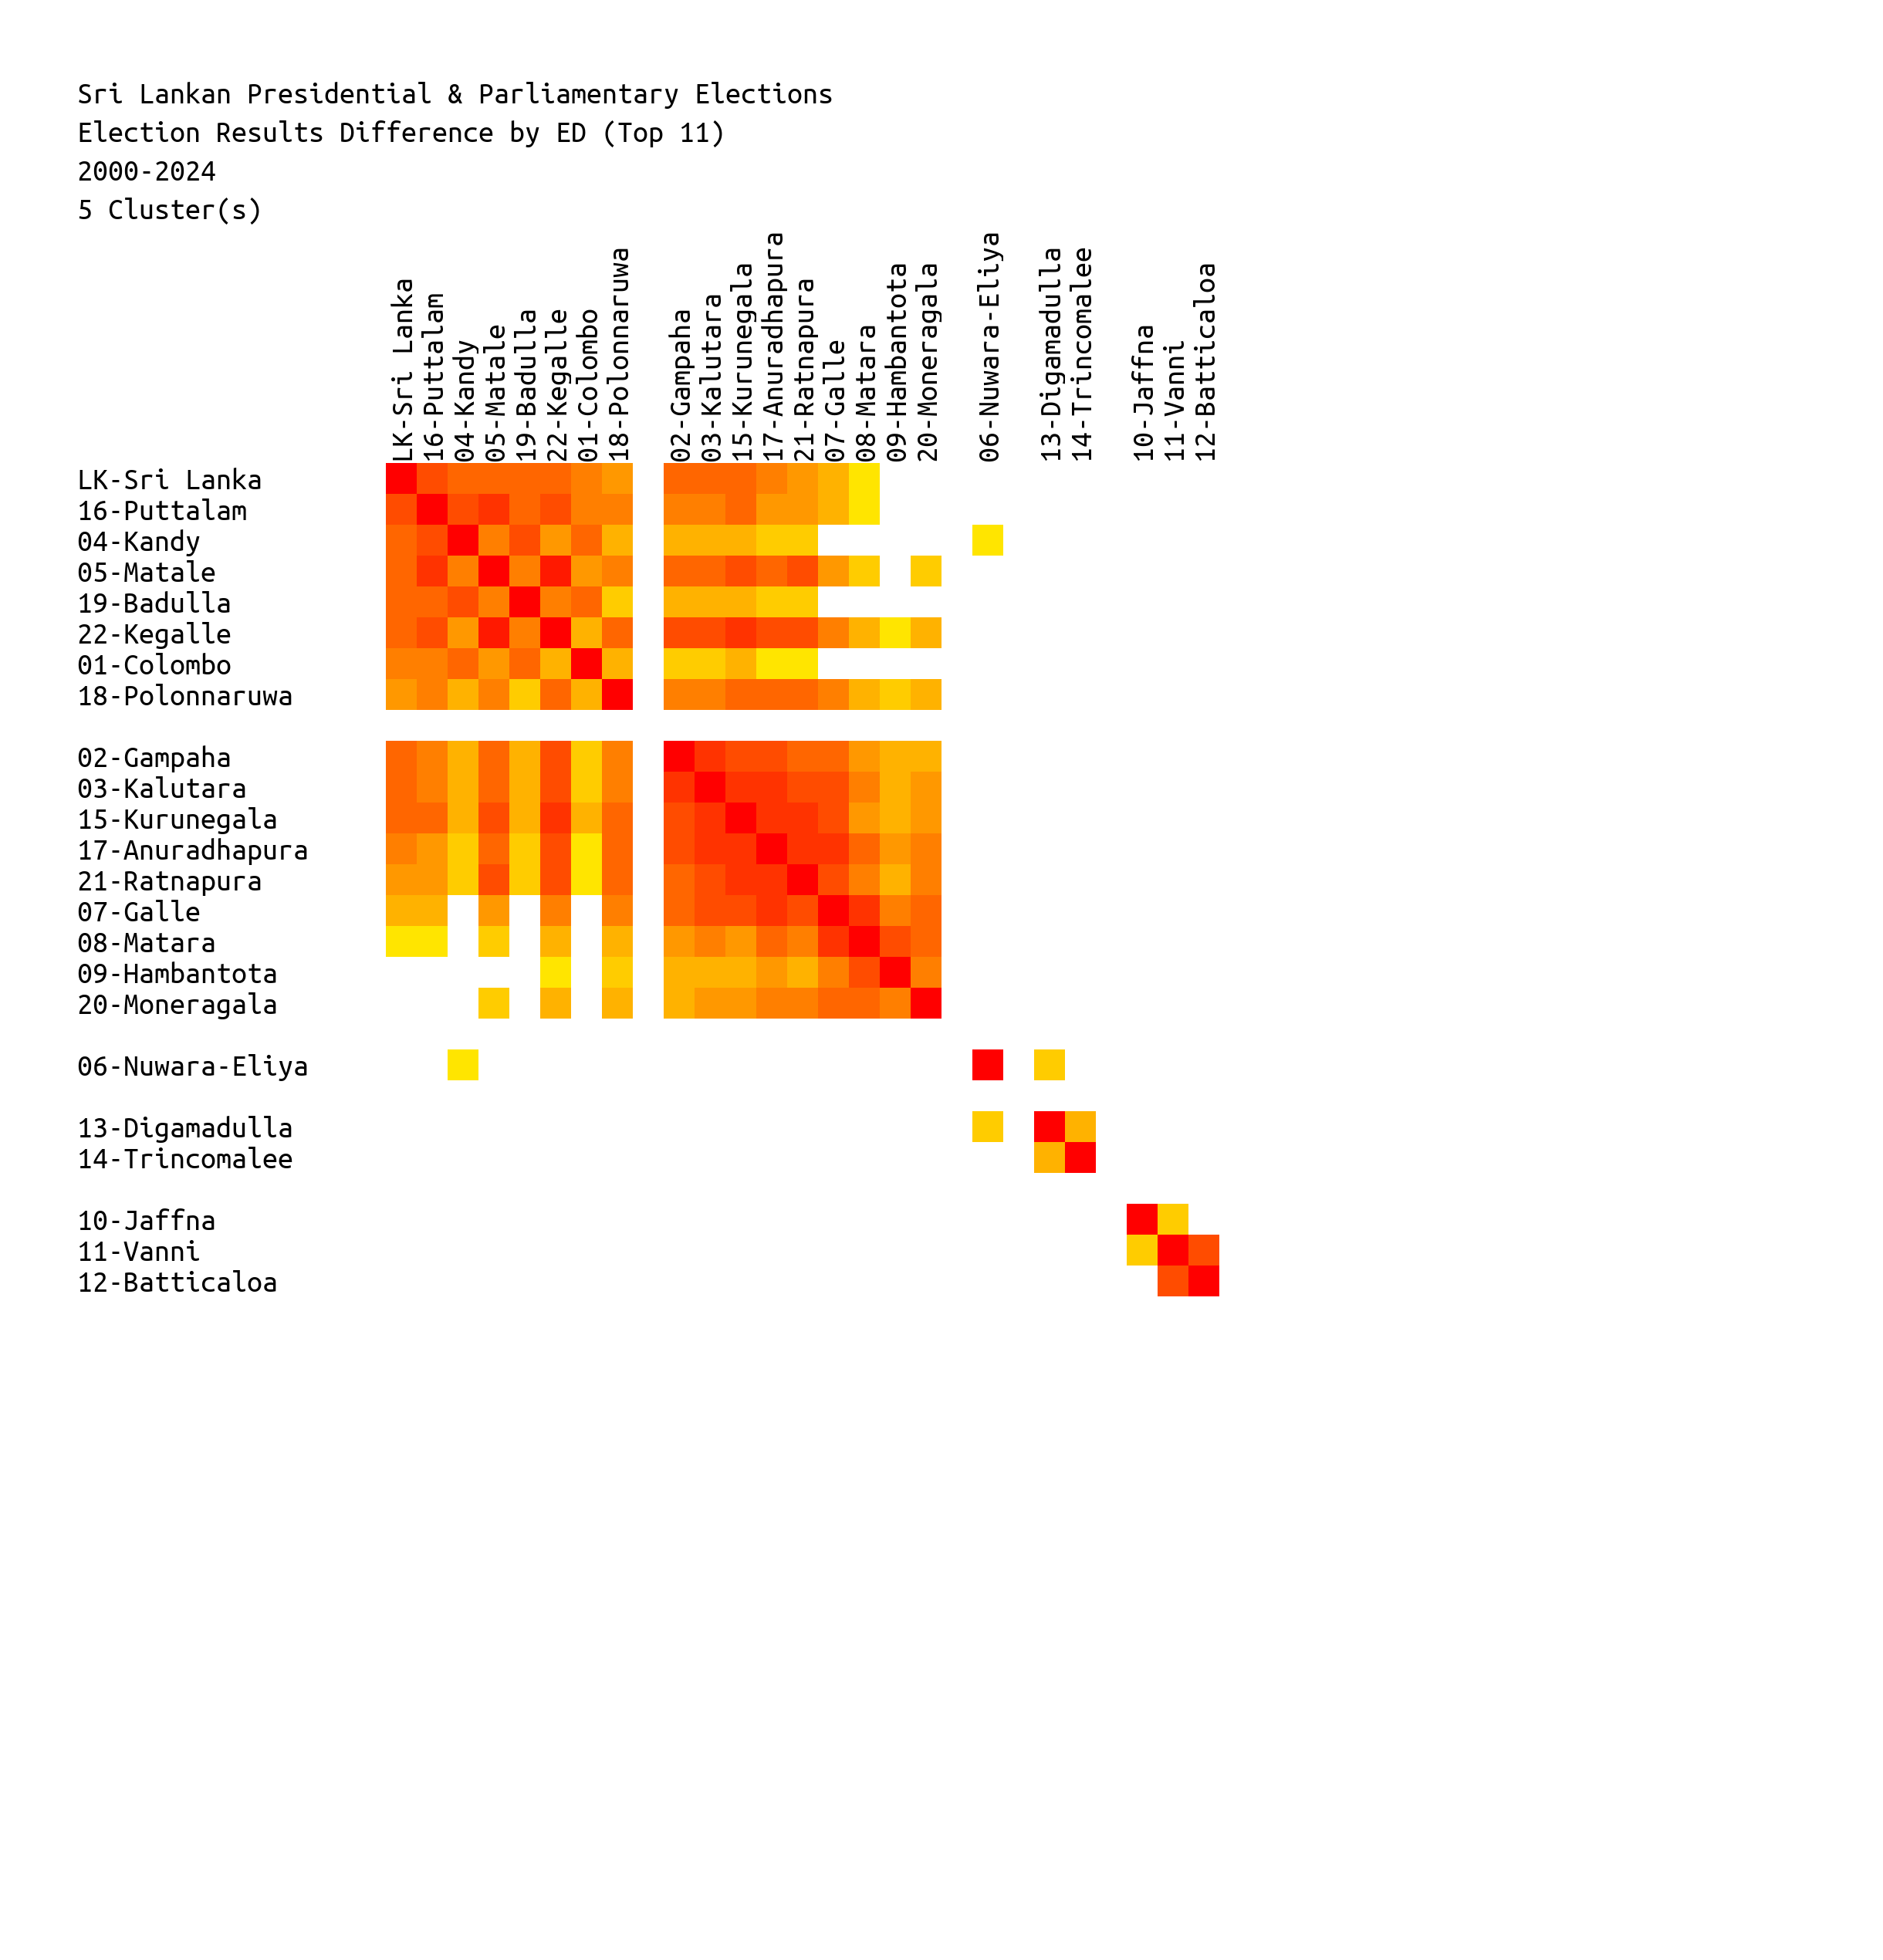 Sri Lankan Presidential & Parliamentary Elections
Election Results Difference by ED (Top 11)
2000-2024
5 Cluster(s)
LK-Sri Lanka
16-Puttalam
04-Kandy
05-Matale
19-Badulla
22-Kegalle
01-Colombo
18-Polonnaruwa
02-Gampaha
03-Kalutara
15-Kurunegala
17-Anuradhapura
21-Ratnapura
07-Galle
08-Matara
09-Hambantota
20-Moneragala
06-Nuwara-Eliya
13-Digamadulla
14-Trincomalee
10-Jaffna
11-Vanni
12-Batticaloa
LK-Sri Lanka
16-Puttalam
04-Kandy
05-Matale
19-Badulla
22-Kegalle
01-Colombo
18-Polonnaruwa
02-Gampaha
03-Kalutara
15-Kurunegala
17-Anuradhapura
21-Ratnapura
07-Galle
08-Matara
09-Hambantota
20-Moneragala
06-Nuwara-Eliya
13-Digamadulla
14-Trincomalee
10-Jaffna
11-Vanni
12-Batticaloa